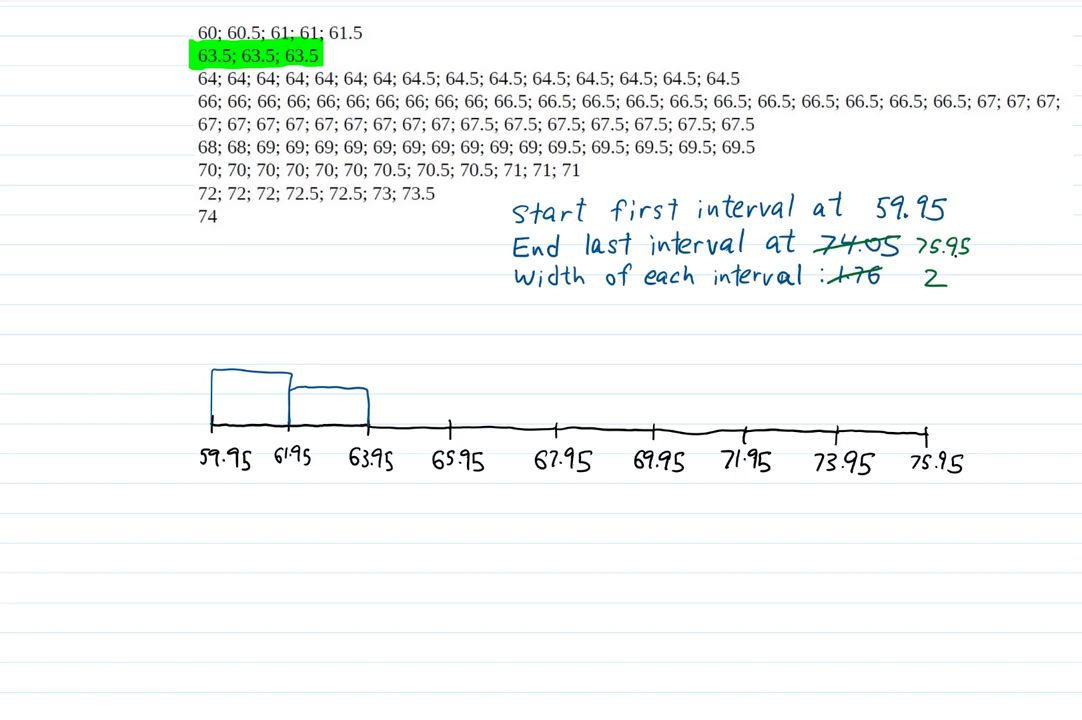 60; 60.5; 61; 61; 61.5
63.5; 63.5; 63.5
64; 64; 64; 64; 64; 64; 64; 64.5; 64.5; 64.5; 64.5; 64.5; 64.5; 64.5; 64.5
66; 66; 66; 66; 66; 66; 66; 66; 66; 66; 66.5; 66.5; 66.5; 66.5; 66.5; 66.5; 66.5; 66.5; 66.5; 66.5; 66.5; 67; 67; 67;
67; 67; 67; 67; 67; 67; 67; 67; 67; 67.5; 67.5; 67.5; 67.5; 67.5; 67.5; 67.5
68; 68; 69; 69; 69; 69; 69; 69; 69; 69; 69; 69; 69.5; 69.5; 69.5; 69.5; 69.5
70; 70; 70; 70; 70; 70; 70.5; 70.5; 70.5; 71; 71; 71
72; 72; 72; 72.5; 72.5; 73; 73.5
74
Start first interval at 59.95
End last interval at 74.05 75.95
Width of each interval : 1.76 2
59.95 61.95 63.95 65.95 67.95 69.95 71.95 73.95 75.95